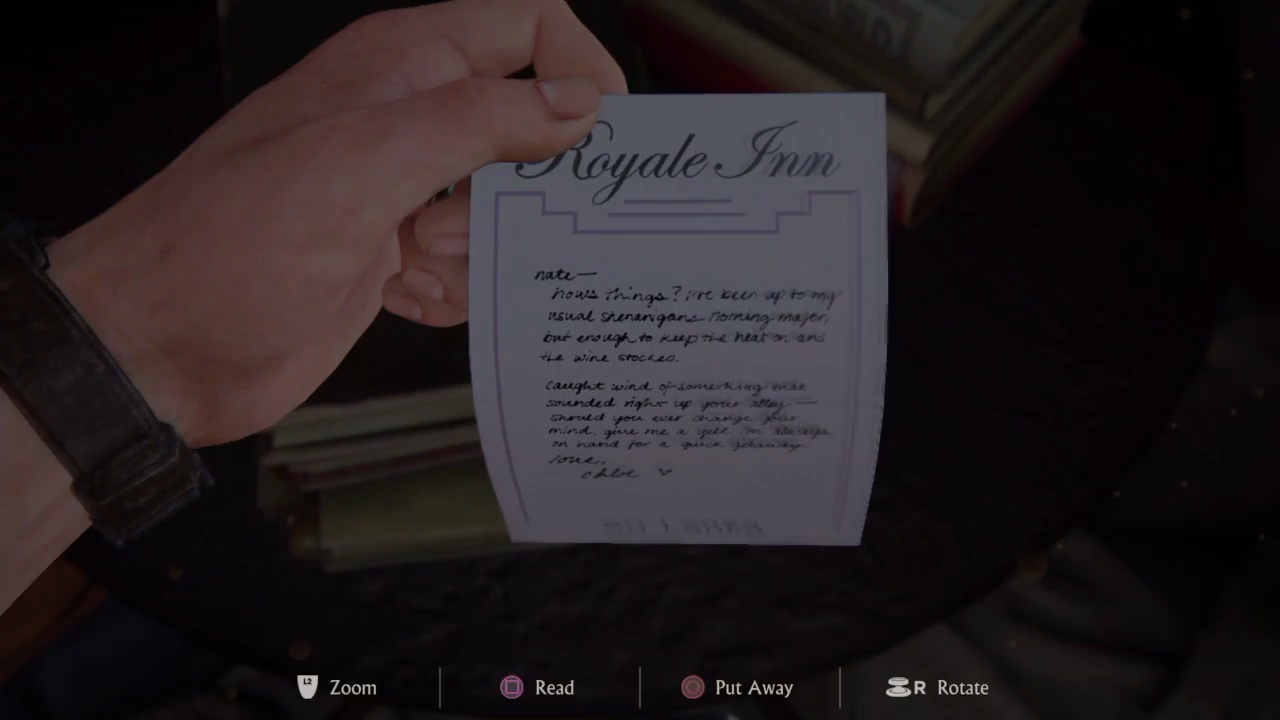 Royale Inn
nate—
hows things? i've been up to my
usual shenanigans. nothing major,
but enough to keep the heat on and
the wine stocked.
caught wind of something that
sounded right up your alley —
should you ever change your
mind, give me a yell. i'm always
on hand for a quick getaway
love,
chloe
L2 Zoom
Read
Put Away
R Rotate